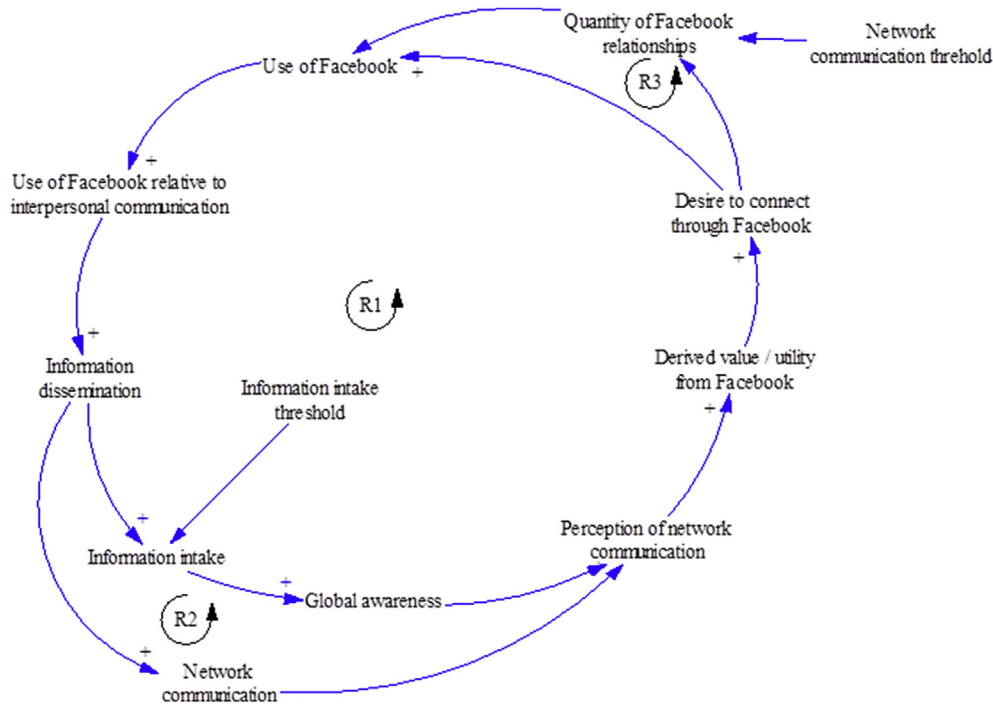 Quantity of Facebook
relationships
Network
communication threhold
Use of Facebook
+
R3
+
Use of Facebook relative to
interpersonal communication
Desire to connect
through Facebook
+
R1
+
Information
dissemination
Information intake
threshold
Derived value / utility
from Facebook
+
+
Information intake
Perception of network
communication
+
Global awareness
R2
+
Network
communication